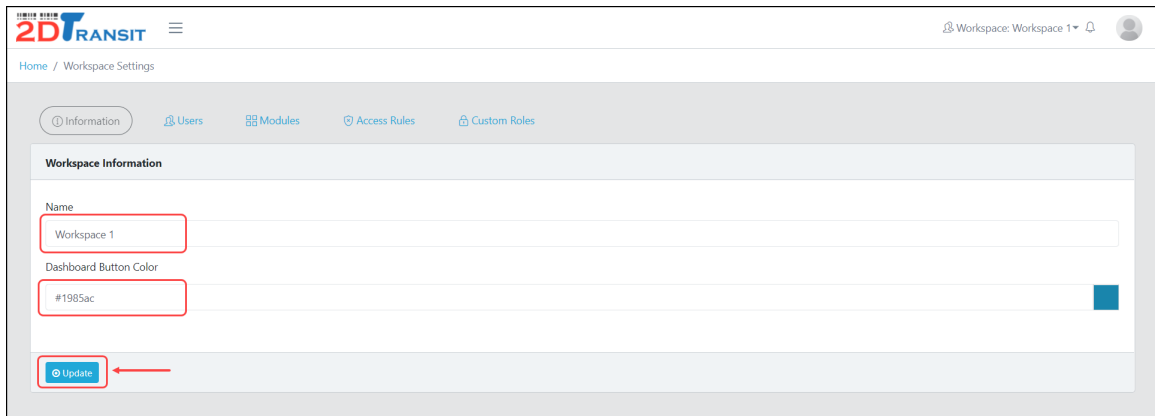 2DTRANSIT
Workspace: Workspace 1
Home / Workspace Settings
Information Users Modules Access Rules Custom Roles
Workspace Information
Name
Workspace 1
Dashboard Button Color
#1985ac
Update